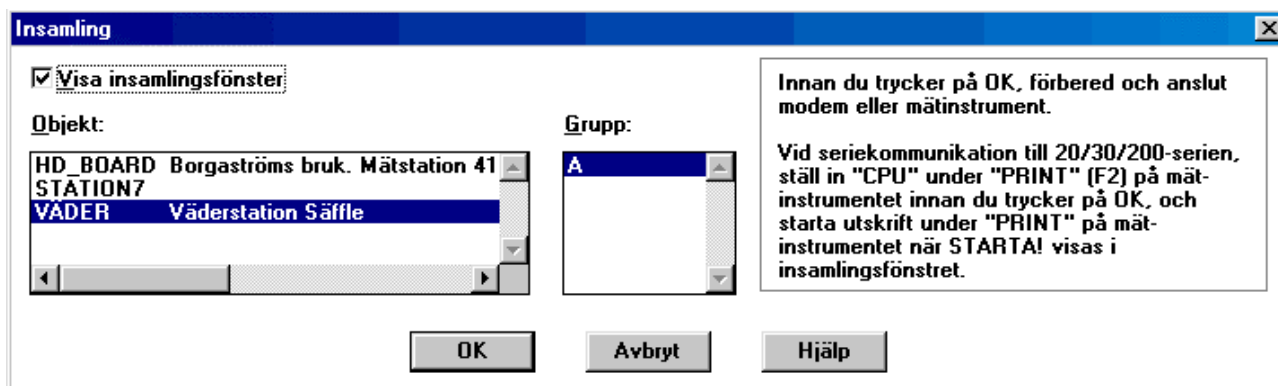 Insamling
Visa insamlingsfönster
Objekt:
HD_BOARD Borgaströms bruk. Mätstation 41
STATION7
VÄDER Väderstation Säffle
Grupp:
A
Innan du trycker på OK, förbered och anslut
modem eller mätinstrument.
Vid seriekommunikation till 20/30/200-serien,
ställ in "CPU" under "PRINT" (F2) på mät-
instrumentet innan du trycker på OK, och
starta utskrift under "PRINT" på mät-
instrumentet när STARTA! visas i
insamlingsfönstret.
OK
Avbryt
Hjälp